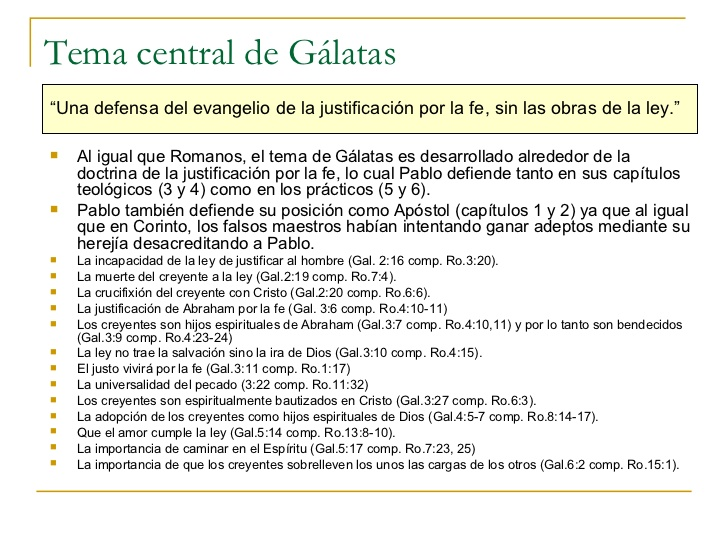 Tema central de Gálatas
“Una defensa del evangelio de la justificación por la fe, sin las obras de la ley.”
Al igual que Romanos, el tema de Gálatas es desarrollado alrededor de la
doctrina de la justificación por la fe, lo cual Pablo defiende tanto en sus capítulos
teológicos (3 y 4) como en los prácticos (5 y 6).
Pablo también defiende su posición como Apóstol (capítulos 1 y 2) ya que al igual
que en Corinto, los falsos maestros habían intentando ganar adeptos mediante su
herejía desacreditando a Pablo.
La incapacidad de la ley de justificar al hombre (Gal. 2:16 comp. Ro.3:20).
La muerte del creyente a la ley (Gal.2:19 comp. Ro.7:4).
La crucifixión del creyente con Cristo (Gal.2:20 comp. Ro.6:6).
La justificación de Abraham por la fe (Gal. 3:6 comp. Ro.4:10-11)
Los creyentes son hijos espirituales de Abraham (Gal.3:7 comp. Ro.4:10,11) y por lo tanto son bendecidos
(Gal.3:9 comp. Ro.4:23-24)
La ley no trae la salvación sino la ira de Dios (Gal.3:10 comp. Ro.4:15).
El justo vivirá por la fe (Gal.3:11 comp. Ro.1:17)
La universalidad del pecado (3:22 comp. Ro.11:32)
Los creyentes son espiritualmente bautizados en Cristo (Gal.3:27 comp. Ro.6:3).
La adopción de los creyentes como hijos espirituales de Dios (Gal.4:5-7 comp. Ro.8:14-17).
Que el amor cumple la ley (Gal.5:14 comp. Ro.13:8-10).
La importancia de caminar en el Espíritu (Gal.5:17 comp. Ro.7:23, 25)
La importancia de que los creyentes sobrelleven los unos las cargas de los otros (Gal.6:2 comp. Ro.15:1).